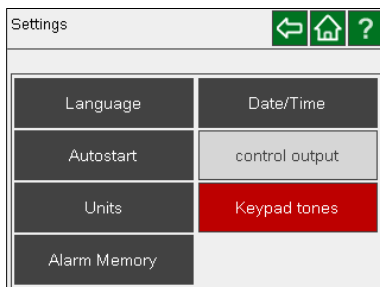 Settings
?
Language
Date/Time
Autostart
control output
Units
Keypad tones
Alarm Memory